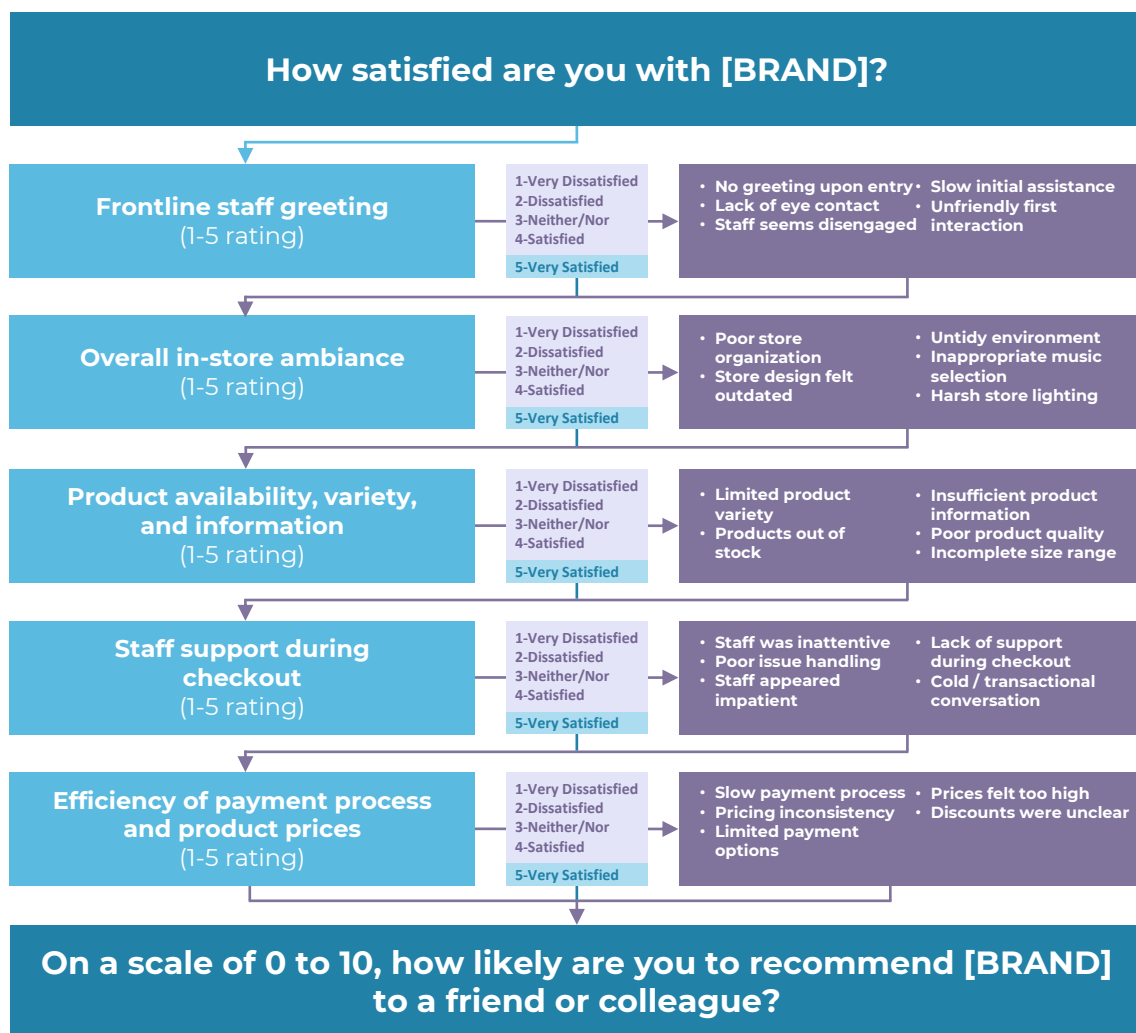 How satisfied are you with [BRAND]?
Frontline staff greeting
(1-5 rating)
1-Very Dissatisfied
2-Dissatisfied
3-Neither/Nor
4-Satisfied
5-Very Satisfied
• No greeting upon entry
• Lack of eye contact
• Staff seems disengaged
• Slow initial assistance
• Unfriendly first
interaction
Overall in-store ambiance
(1-5 rating)
1-Very Dissatisfied
2-Dissatisfied
3-Neither/Nor
4-Satisfied
5-Very Satisfied
• Poor store
organization
• Store design felt
outdated
• Untidy environment
• Inappropriate music
selection
• Harsh store lighting
Product availability, variety,
and information
(1-5 rating)
1-Very Dissatisfied
2-Dissatisfied
3-Neither/Nor
4-Satisfied
5-Very Satisfied
• Limited product
variety
• Products out of
stock
• Insufficient product
information
• Poor product quality
• Incomplete size range
Staff support during
checkout
(1-5 rating)
1-Very Dissatisfied
2-Dissatisfied
3-Neither/Nor
4-Satisfied
5-Very Satisfied
• Staff was inattentive
• Poor issue handling
• Staff appeared
impatient
• Lack of support
during checkout
• Cold / transactional
conversation
Efficiency of payment process
and product prices
(1-5 rating)
1-Very Dissatisfied
2-Dissatisfied
3-Neither/Nor
4-Satisfied
5-Very Satisfied
• Slow payment process
• Pricing inconsistency
• Limited payment
options
• Prices felt too high
• Discounts were unclear
On a scale of 0 to 10, how likely are you to recommend [BRAND]
to a friend or colleague?